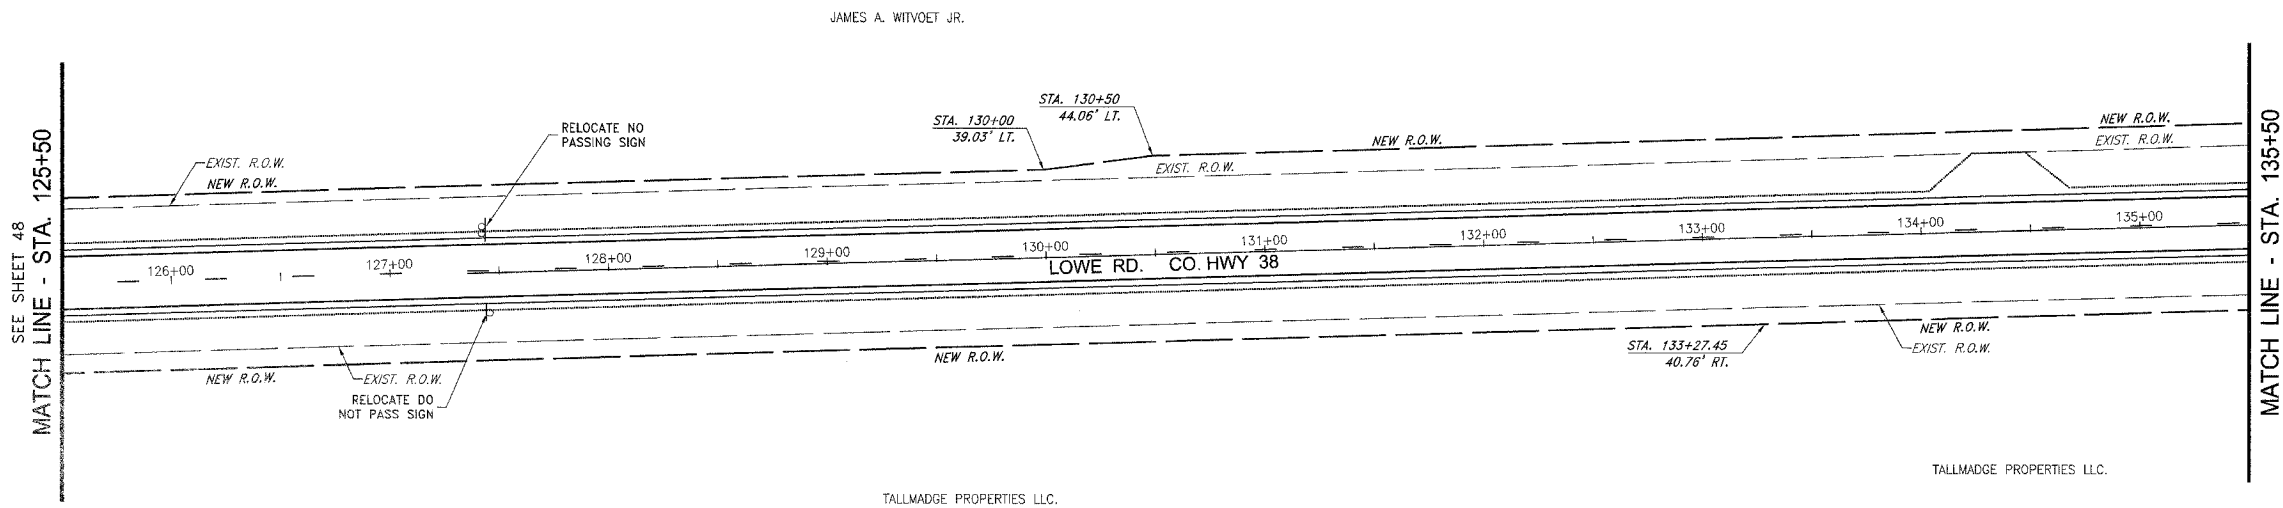 JAMES A. WITVOET JR.
SEE SHEET 48
MATCH LINE - STA. 125+50
RELOCATE NO
PASSING SIGN
STA. 130+00
39.03' LT.
STA. 130+50
44.06' LT.
NEW R.O.W.
NEW R.O.W.
EXIST. R.O.W.
EXIST. R.O.W.
NEW R.O.W.
EXIST. R.O.W.
126+00
127+00
128+00
129+00
130+00
131+00
132+00
133+00
134+00
135+00
LOWE RD. CO. HWY 38
NEW R.O.W.
EXIST. R.O.W.
RELOCATE DO
NOT PASS SIGN
NEW R.O.W.
STA. 133+27.45
40.76' RT.
NEW R.O.W.
EXIST. R.O.W.
MATCH LINE - STA. 135+50
TALLMADGE PROPERTIES LLC.
TALLMADGE PROPERTIES LLC.